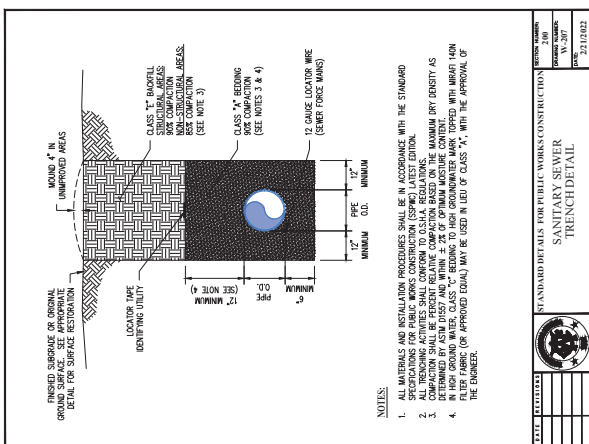 FINISHED SUBGRADE OR ORIGINAL
GROUND SURFACE. SEE APPROPRIATE
DETAIL FOR SURFACE RESTORATION
MOUND 4" IN
UNIMPROVED AREAS
LOCATOR TAPE
IDENTIFYING UTILITY
CLASS "E" BACKFILL
STRUCTURAL AREAS:
90% COMPACTION
NON-STRUCTURAL AREAS:
85% COMPACTION
(SEE NOTE 3)
CLASS "A" BEDDING
90% COMPACTION
(SEE NOTES 3 & 4)
12 GAUGE LOCATOR WIRE
(SEWER FORCE MAINS)
12" MINIMUM
(SEE NOTE 4)
PIPE
O.D.
6"
MINIMUM
12"
MINIMUM
PIPE
O.D.
12"
MINIMUM
NOTES:
1. ALL MATERIALS AND INSTALLATION PROCEDURES SHALL BE IN ACCORDANCE WITH THE STANDARD
SPECIFICATIONS FOR PUBLIC WORKS CONSTRUCTION (SSPWC) LATEST EDITION.
2. ALL TRENCHING ACTIVITIES SHALL CONFORM TO O.S.H.A. REGULATIONS.
3. COMPACTION SHALL BE PERCENT RELATIVE COMPACTION BASED ON THE MAXIMUM DRY DENSITY AS
DETERMINED BY ASTM D1557 AND WITHIN ± 2% OF OPTIMUM MOISTURE CONTENT.
4. IN HIGH GROUND WATER, CLASS "C" BEDDING TO HIGH GROUNDWATER MARK TOPPED WITH MIRAFI 140N
FILTER FABRIC (OR APPROVED EQUAL) MAY BE USED IN LIEU OF CLASS "A", WITH THE APPROVAL OF
THE ENGINEER.
DATE REVISIONS
STANDARD DETAILS FOR PUBLIC WORKS CONSTRUCTION
SANITARY SEWER
TRENCH DETAIL
SECTION NUMBER:
200
DRAWING NUMBER:
W-207
DATE:
2/21/2022